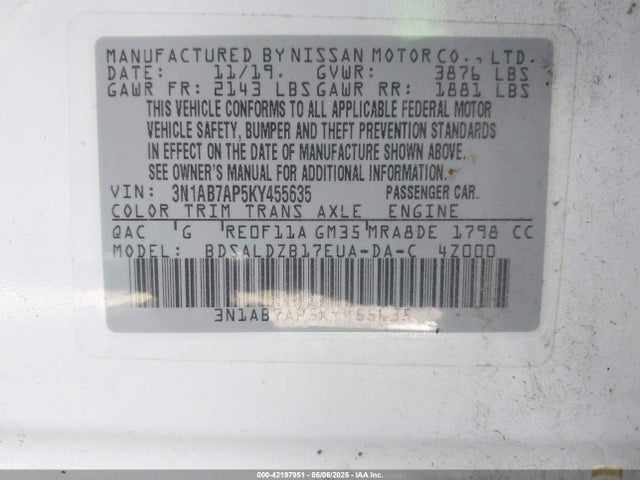 MANUFACTURED BY NISSAN MOTOR CO., LTD.
DATE: 11/19. GVWR: 3876 LBS
GAWR FR: 2143 LBS GAWR RR: 1881 LBS
THIS VEHICLE CONFORMS TO ALL APPLICABLE FEDERAL MOTOR
VEHICLE SAFETY, BUMPER AND THEFT PREVENTION STANDARDS
IN EFFECT ON THE DATE OF MANUFACTURE SHOWN ABOVE.
SEE OWNER'S MANUAL FOR ADDITIONAL INFORMATION.
VIN: 3N1AB7AP5KY455635 PASSENGER CAR.
COLOR TRIM TRANS AXLE ENGINE
QAC G RE0F11A GM35 MRA8DE 1798 CC
MODEL: BDSALDZB17EUA-DA-C 4Z000
3N1AB7AP5KY455635
000-42197951 | 05/06/2025 | IAA Inc.